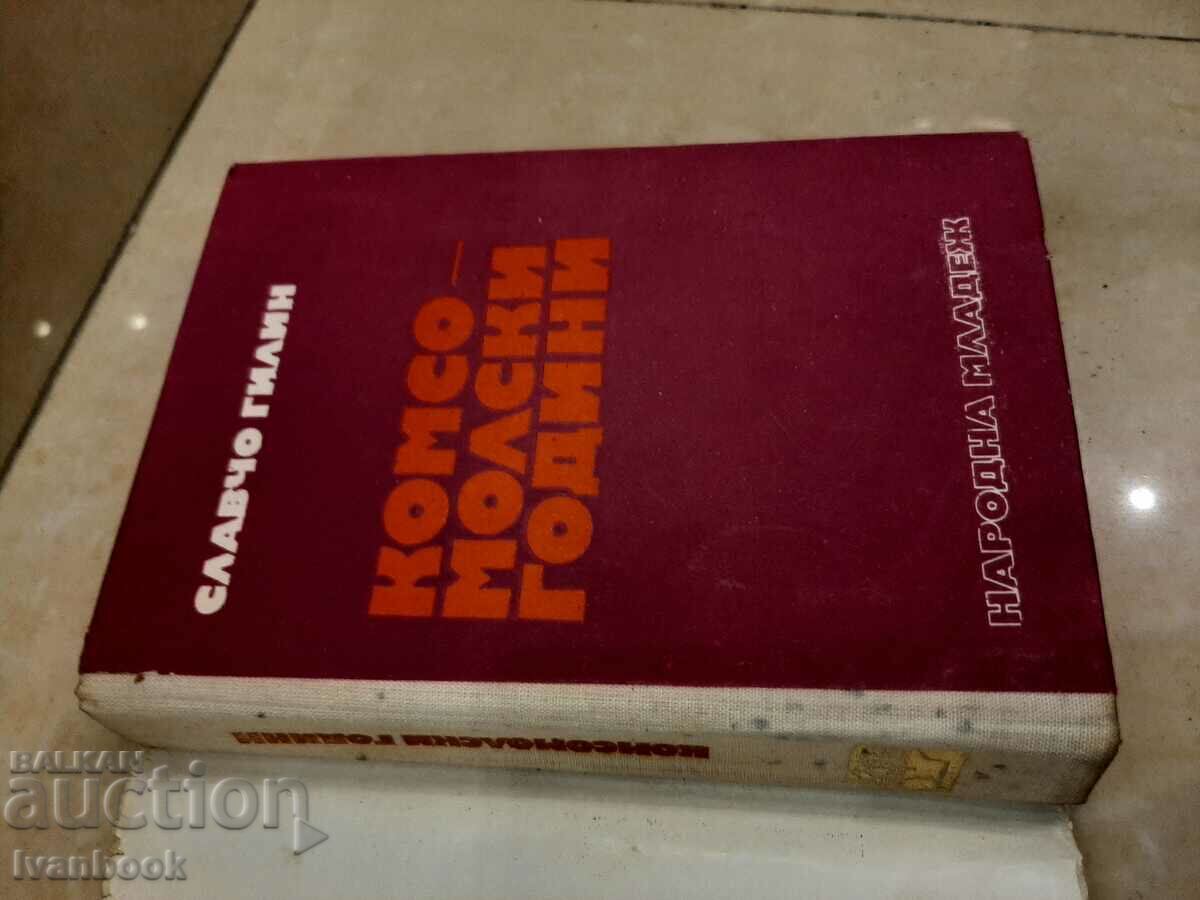 СЛАВЧО ГИЛИН
КОМСО-
МОЛСКИ
ГОДИНИ
НАРОДНА МЛАДЕЖ
КОМСОМОЛСКИ ГОДИНИ
BALKAN
auction
Ivanbook